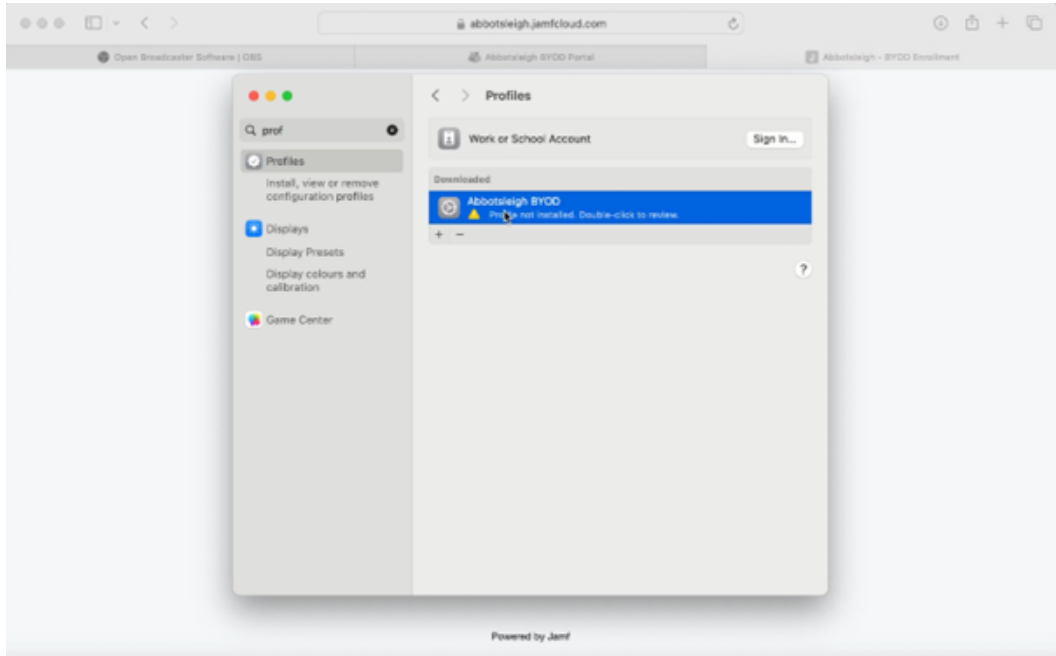 abbotsleigh.jamfcloud.com
Open Broadcaster Software | OBS
Abbotsleigh BYOD Portal
Abbotsleigh - BYOD Enrollment
Profiles
prof
Work or School Account
Sign in...
Profiles
Install, view or remove
configuration profiles
Downloaded
Abbotsleigh BYOD
Profile not installed. Double-click to review.
+ −
Displays
Display Presets
Display colours and
calibration
?
Game Center
Powered by Jamf